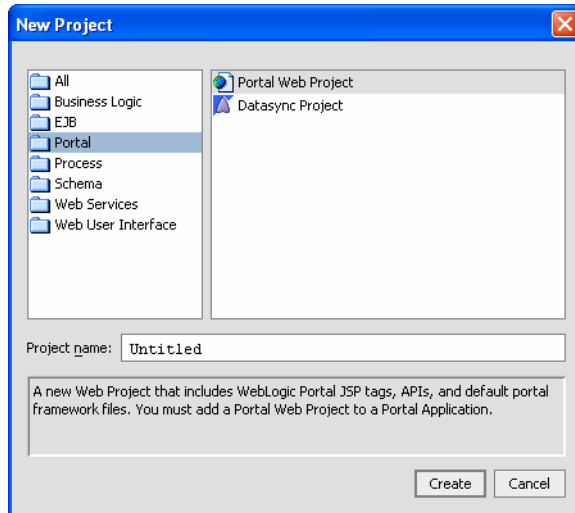 New Project
All
Business Logic
EJB
Portal
Process
Schema
Web Services
Web User Interface
Portal Web Project
Datasync Project
Project name: Untitled
A new Web Project that includes WebLogic Portal JSP tags, APIs, and default portal
framework files. You must add a Portal Web Project to a Portal Application.
Create Cancel